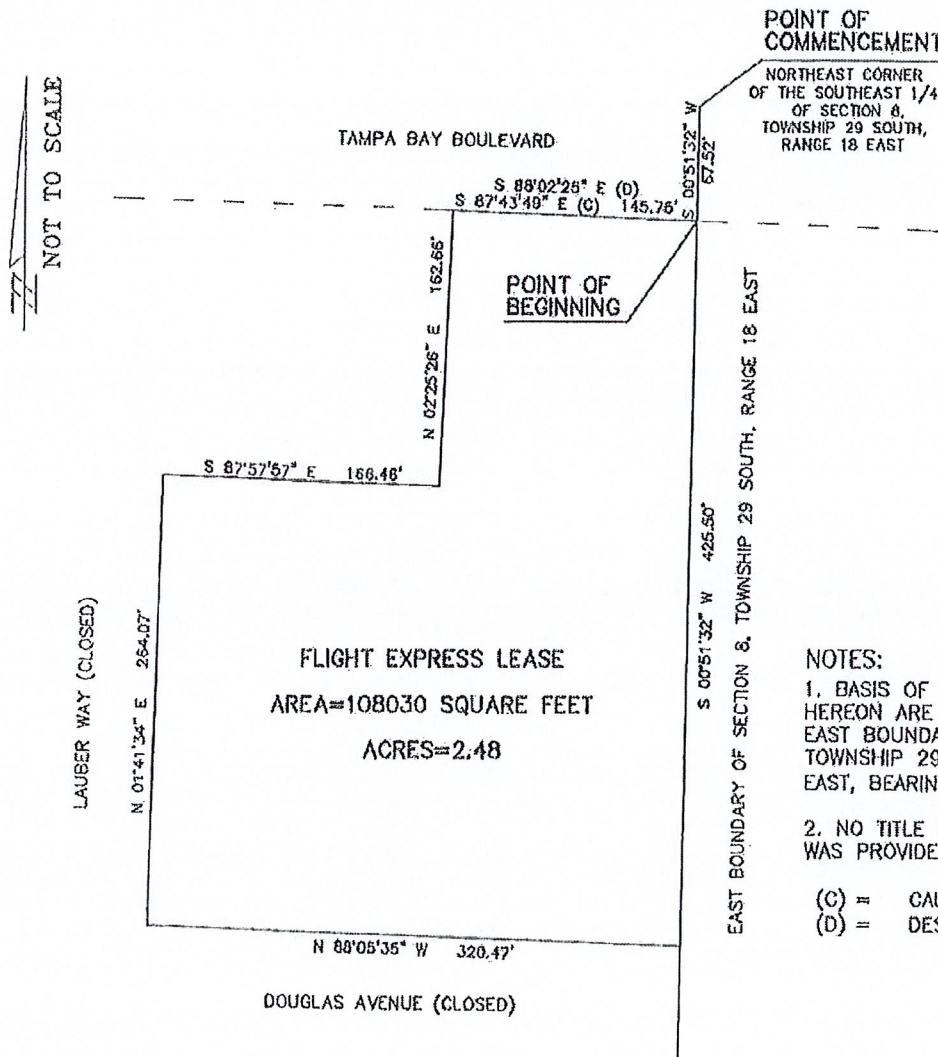 POINT OF
COMMENCEMENT
NORTHEAST CORNER
OF THE SOUTHEAST 1/4
OF SECTION 8,
TOWNSHIP 29 SOUTH,
RANGE 18 EAST
NOT TO SCALE
TAMPA BAY BOULEVARD
S 00°51'32" W
67.52'
S 88°02'26" E (D)
S 87°43'49" E (C) 145.76'
POINT OF
BEGINNING
N 02°25'26" E 162.66'
S 87°57'57" E 166.46'
S 00°51'32" W 425.50'
EAST BOUNDARY OF SECTION 8, TOWNSHIP 29 SOUTH, RANGE 18 EAST
LAUBER WAY (CLOSED)
N 01°41'34" E 264.07'
FLIGHT EXPRESS LEASE
AREA=108030 SQUARE FEET
ACRES=2.48
N 88°05'35" W 320.47'
DOUGLAS AVENUE (CLOSED)
NOTES:
1. BASIS OF
HEREON ARE
EAST BOUNDA
TOWNSHIP 29
EAST, BEARIN
2. NO TITLE
WAS PROVIDE
(C) = CAL
(D) = DES